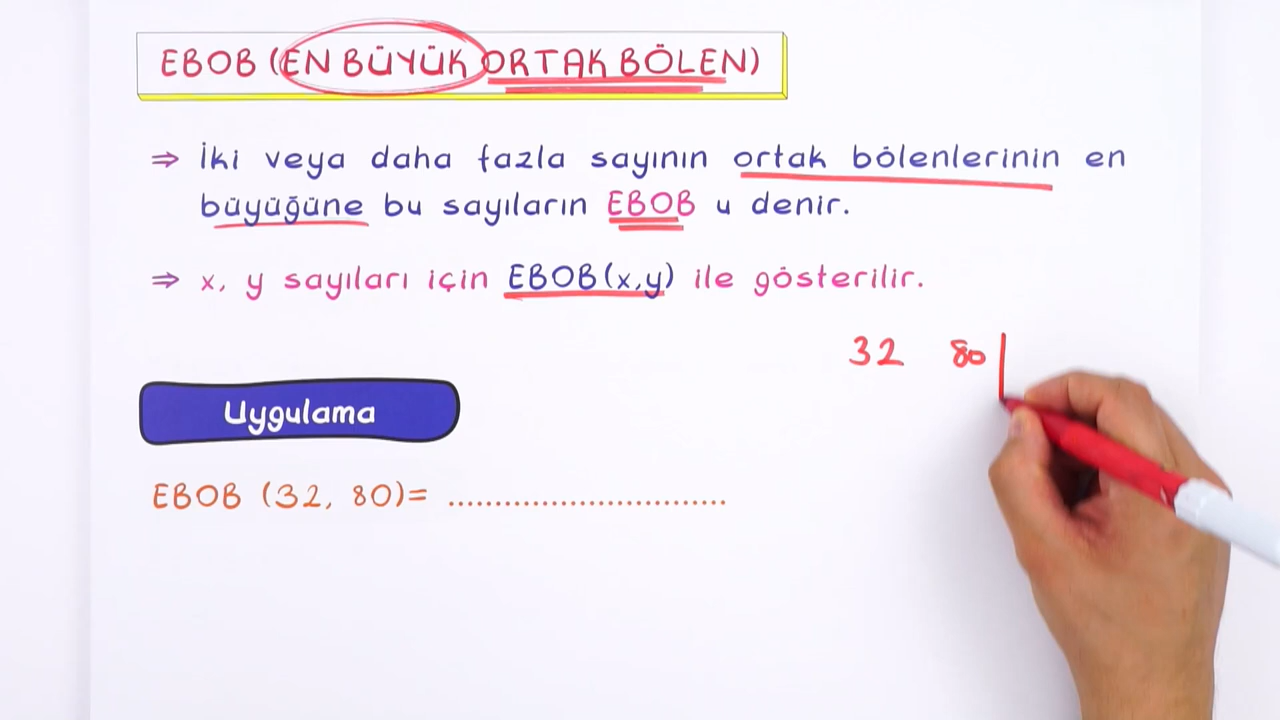 EBOB (EN BÜYÜK ORTAK BÖLEN)
⇒ İki veya daha fazla sayının ortak bölenlerinin en
büyüğüne bu sayıların EBOB u denir.
⇒ x, y sayıları için EBOB(x,y) ile gösterilir.
32 80
Uygulama
EBOB (32, 80)= ..............................